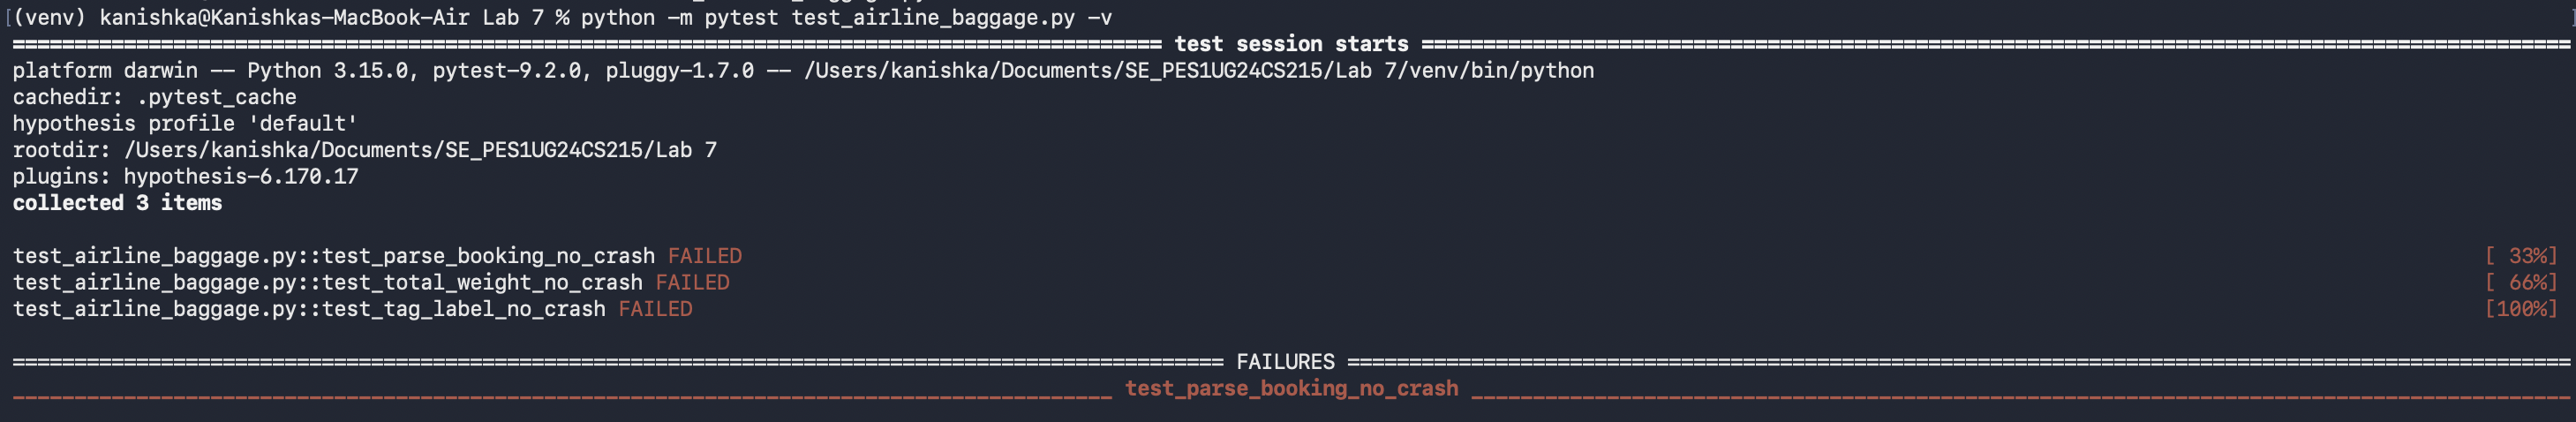 [(venv) kanishka@Kanishkas-MacBook-Air Lab 7 % python -m pytest test_airline_baggage.py -v ]
============================= test session starts =============================
platform darwin -- Python 3.15.0, pytest-9.2.0, pluggy-1.7.0 -- /Users/kanishka/Documents/SE_PES1UG24CS215/Lab 7/venv/bin/python
cachedir: .pytest_cache
hypothesis profile 'default'
rootdir: /Users/kanishka/Documents/SE_PES1UG24CS215/Lab 7
plugins: hypothesis-6.170.17
collected 3 items
test_airline_baggage.py::test_parse_booking_no_crash FAILED [ 33%]
test_airline_baggage.py::test_total_weight_no_crash FAILED [ 66%]
test_airline_baggage.py::test_tag_label_no_crash FAILED [100%]
============================= FAILURES =============================
_____________________________ test_parse_booking_no_crash _____________________________